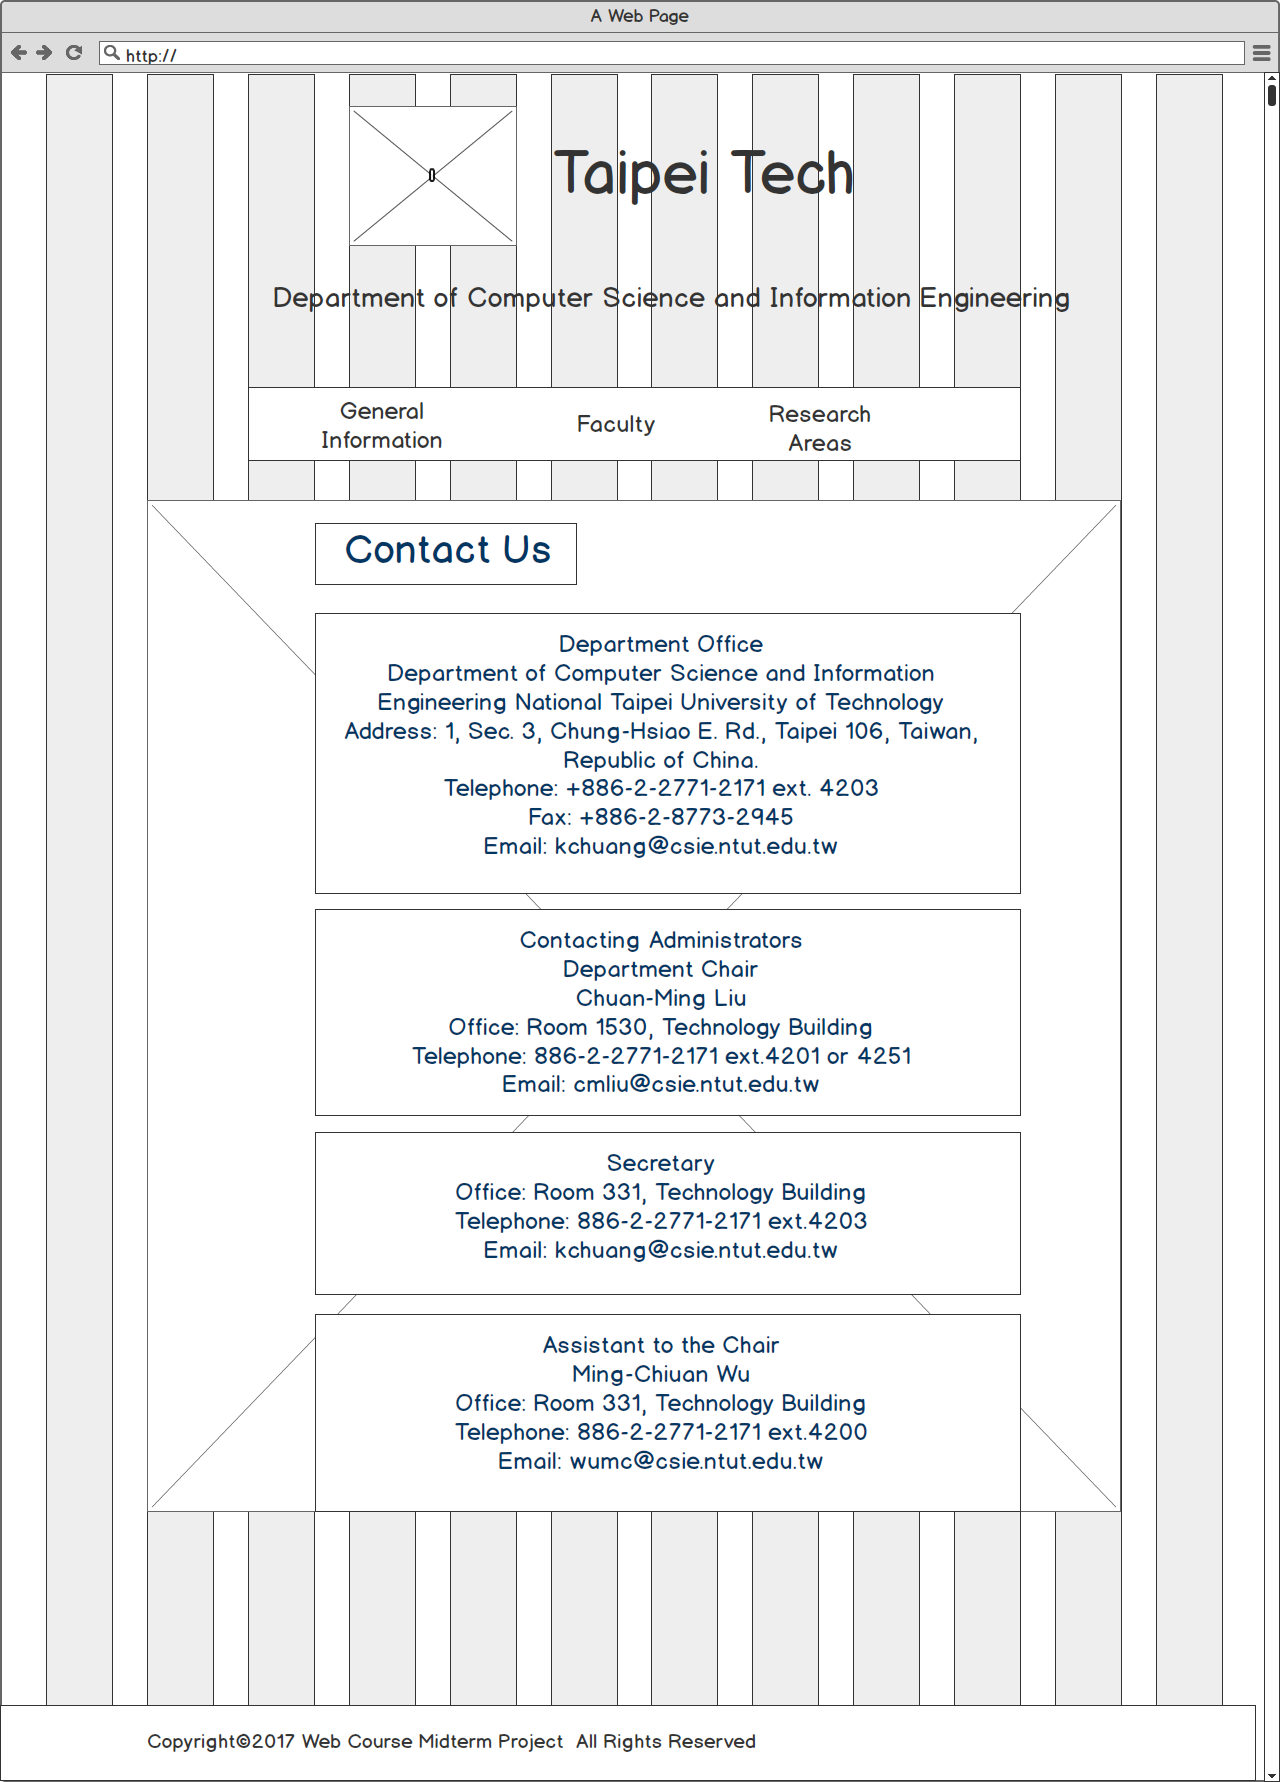 A Web Page
http://
Taipei Tech
Department of Computer Science and Information Engineering
General
Information
Faculty
Research
Areas
Contact Us
Department Office
Department of Computer Science and Information
Engineering National Taipei University of Technology
Address: 1, Sec. 3, Chung-Hsiao E. Rd., Taipei 106, Taiwan,
Republic of China.
Telephone: +886-2-2771-2171 ext. 4203
Fax: +886-2-8773-2945
Email: kchuang@csie.ntut.edu.tw
Contacting Administrators
Department Chair
Chuan-Ming Liu
Office: Room 1530, Technology Building
Telephone: 886-2-2771-2171 ext.4201 or 4251
Email: cmliu@csie.ntut.edu.tw
Secretary
Office: Room 331, Technology Building
Telephone: 886-2-2771-2171 ext.4203
Email: kchuang@csie.ntut.edu.tw
Assistant to the Chair
Ming-Chiuan Wu
Office: Room 331, Technology Building
Telephone: 886-2-2771-2171 ext.4200
Email: wumc@csie.ntut.edu.tw
Copyright©2017 Web Course Midterm Project  All Rights Reserved